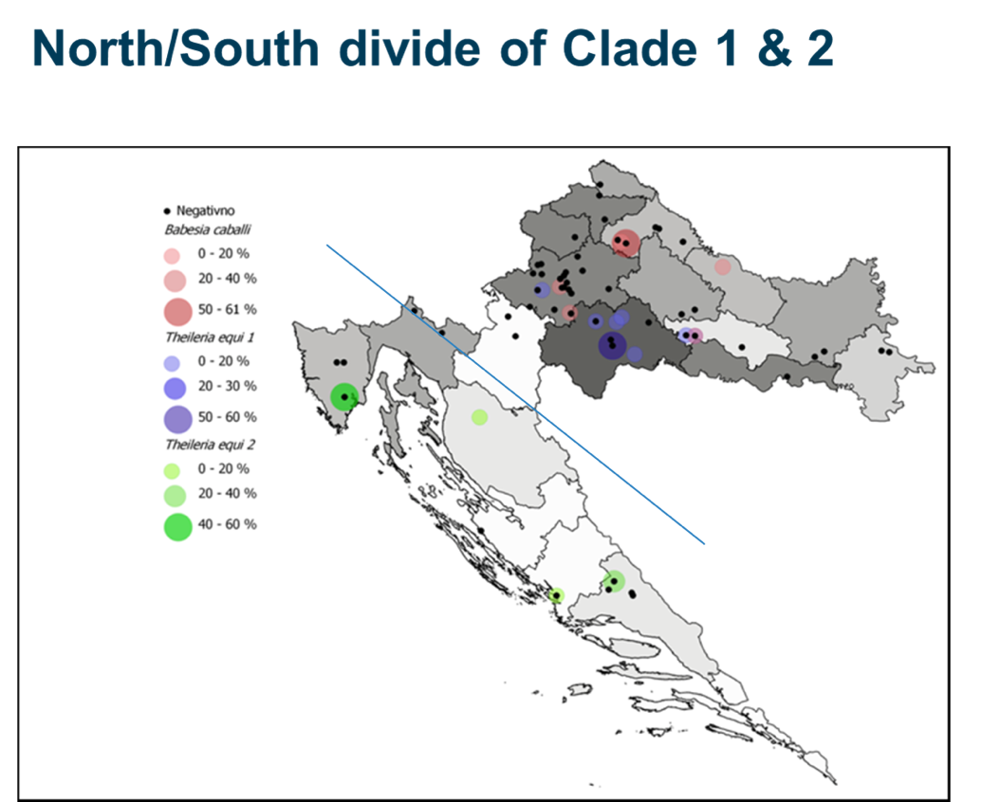 North/South divide of Clade 1 & 2
Negativno
Babesia caballi
0 - 20 %
20 - 40 %
50 - 61 %
Theileria equi 1
0 - 20 %
20 - 30 %
50 - 60 %
Theileria equi 2
0 - 20 %
20 - 40 %
40 - 60 %